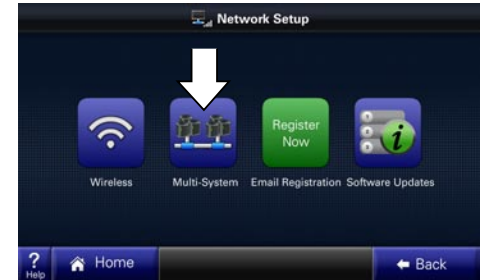 Network Setup
Register
Now
Wireless
Multi-System
Email Registration
Software Updates
?
Help
Home
Back